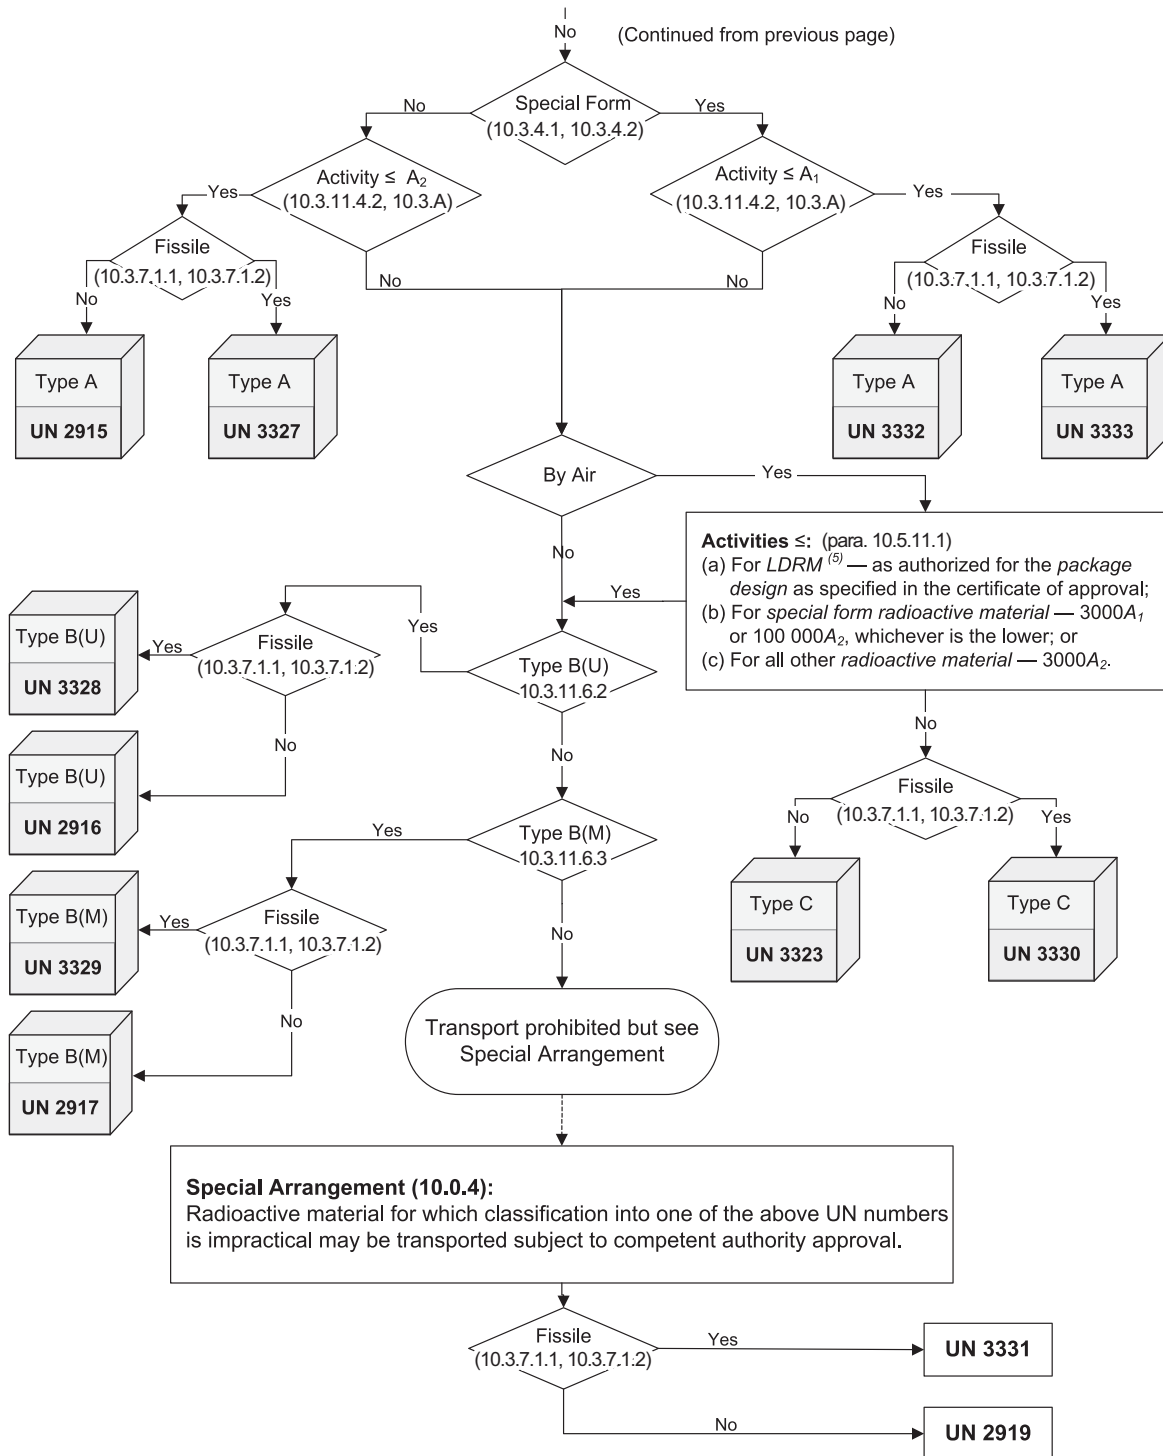 No
(Continued from previous page)
Special Form
(10.3.4.1, 10.3.4.2)
No
Yes
Activity ≤ A2
(10.3.11.4.2, 10.3.A)
Activity ≤ A1
(10.3.11.4.2, 10.3.A)
Yes
Yes
Fissile
(10.3.7.1.1, 10.3.7.1.2)
Fissile
(10.3.7.1.1, 10.3.7.1.2)
No
No
No
Yes
No
Yes
Type A
UN 2915
Type A
UN 3327
Type A
UN 3332
Type A
UN 3333
By Air
Yes
No
Activities ≤: (para. 10.5.11.1)
(a) For LDRM (5) — as authorized for the package
design as specified in the certificate of approval;
(b) For special form radioactive material — 3000A1
or 100 000A2, whichever is the lower; or
(c) For all other radioactive material — 3000A2.
Yes
Yes
Type B(U)
10.3.11.6.2
Fissile
(10.3.7.1.1, 10.3.7.1.2)
Yes
Type B(U)
UN 3328
No
Type B(U)
UN 2916
No
No
Fissile
(10.3.7.1.1, 10.3.7.1.2)
No
Yes
Type C
UN 3323
Type C
UN 3330
Type B(M)
10.3.11.6.3
Yes
Fissile
(10.3.7.1.1, 10.3.7.1.2)
Yes
Type B(M)
UN 3329
No
Type B(M)
UN 2917
No
Transport prohibited but see
Special Arrangement
Special Arrangement (10.0.4):
Radioactive material for which classification into one of the above UN numbers
is impractical may be transported subject to competent authority approval.
Fissile
(10.3.7.1.1, 10.3.7.1.2)
Yes
UN 3331
No
UN 2919